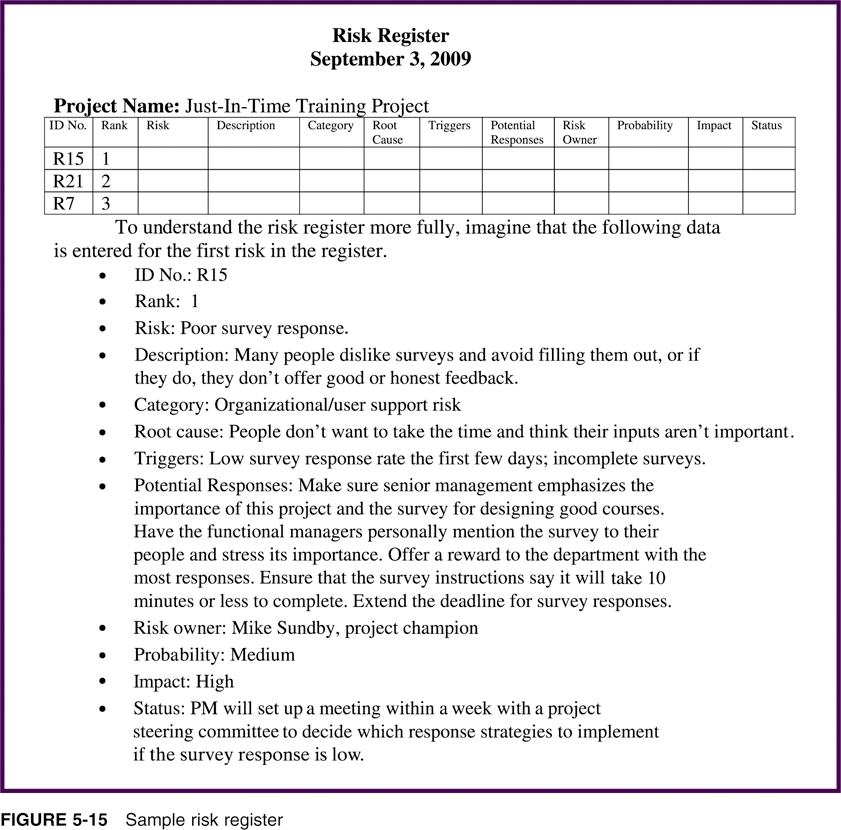 Risk Register
September 3, 2009
Project Name: Just-In-Time Training Project
ID No. Rank Risk Description Category Root Cause Triggers Potential Responses Risk Owner Probability Impact Status
R15 1
R21 2
R7 3
To understand the risk register more fully, imagine that the following data
is entered for the first risk in the register.
• ID No.: R15
• Rank: 1
• Risk: Poor survey response.
• Description: Many people dislike surveys and avoid filling them out, or if
they do, they don't offer good or honest feedback.
• Category: Organizational/user support risk
• Root cause: People don't want to take the time and think their inputs aren't important.
• Triggers: Low survey response rate the first few days; incomplete surveys.
• Potential Responses: Make sure senior management emphasizes the
importance of this project and the survey for designing good courses.
Have the functional managers personally mention the survey to their
people and stress its importance. Offer a reward to the department with the
most responses. Ensure that the survey instructions say it will take 10
minutes or less to complete. Extend the deadline for survey responses.
• Risk owner: Mike Sundby, project champion
• Probability: Medium
• Impact: High
• Status: PM will set up a meeting within a week with a project
steering committee to decide which response strategies to implement
if the survey response is low.
FIGURE 5-15 Sample risk register